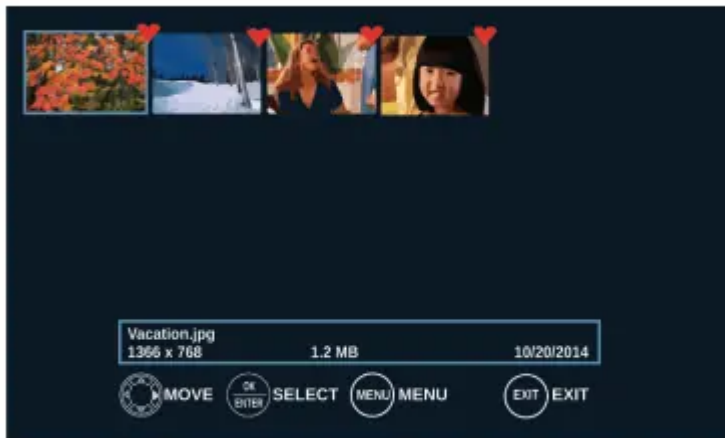 Vacation.jpg
1366 x 768 1.2 MB 10/20/2014
MOVE OK ENTER SELECT MENU MENU EXIT EXIT